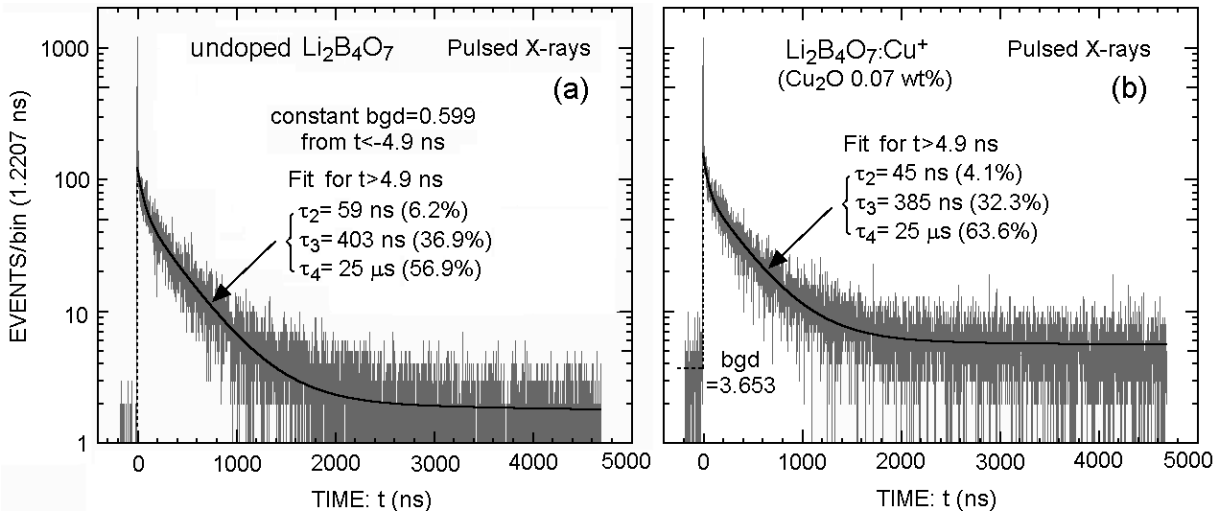 undoped Li₂B₄O₇
Pulsed X-rays
(a)
constant bgd=0.599
from t<-4.9 ns
Fit for t>4.9 ns
τ₂= 59 ns (6.2%)
τ₃= 403 ns (36.9%)
τ₄= 25 μs (56.9%)
EVENTS/bin (1.2207 ns)
1000
100
10
1
0
1000
2000
3000
4000
5000
TIME: t (ns)
Li₂B₄O₇:Cu⁺
(Cu₂O 0.07 wt%)
Pulsed X-rays
(b)
Fit for t>4.9 ns
τ₂= 45 ns (4.1%)
τ₃= 385 ns (32.3%)
τ₄= 25 μs (63.6%)
bgd
=3.653
0
1000
2000
3000
4000
5000
TIME: t (ns)